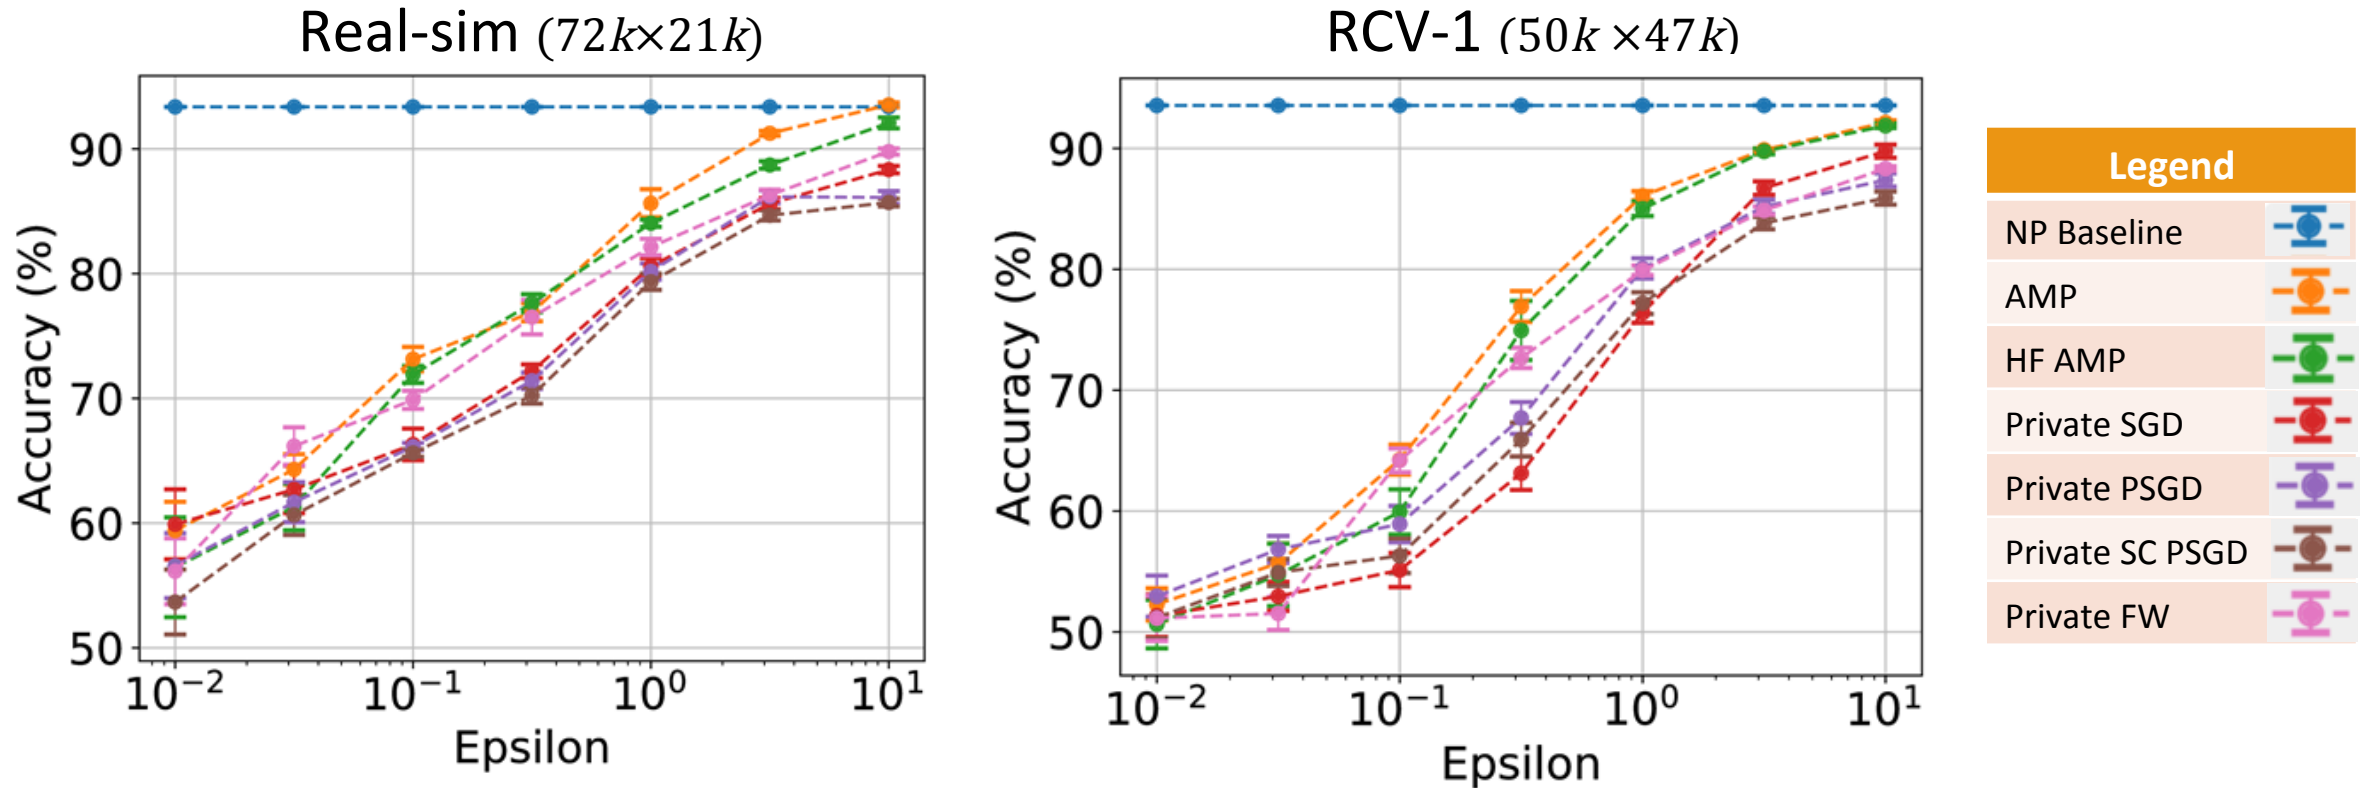 Real-sim (72k×21k)
Accuracy (%)
90
80
70
60
50
10⁻²
10⁻¹
10⁰
10¹
Epsilon
RCV-1 (50k ×47k)
Accuracy (%)
90
80
70
60
50
10⁻²
10⁻¹
10⁰
10¹
Epsilon
Legend
NP Baseline
AMP
HF AMP
Private SGD
Private PSGD
Private SC PSGD
Private FW